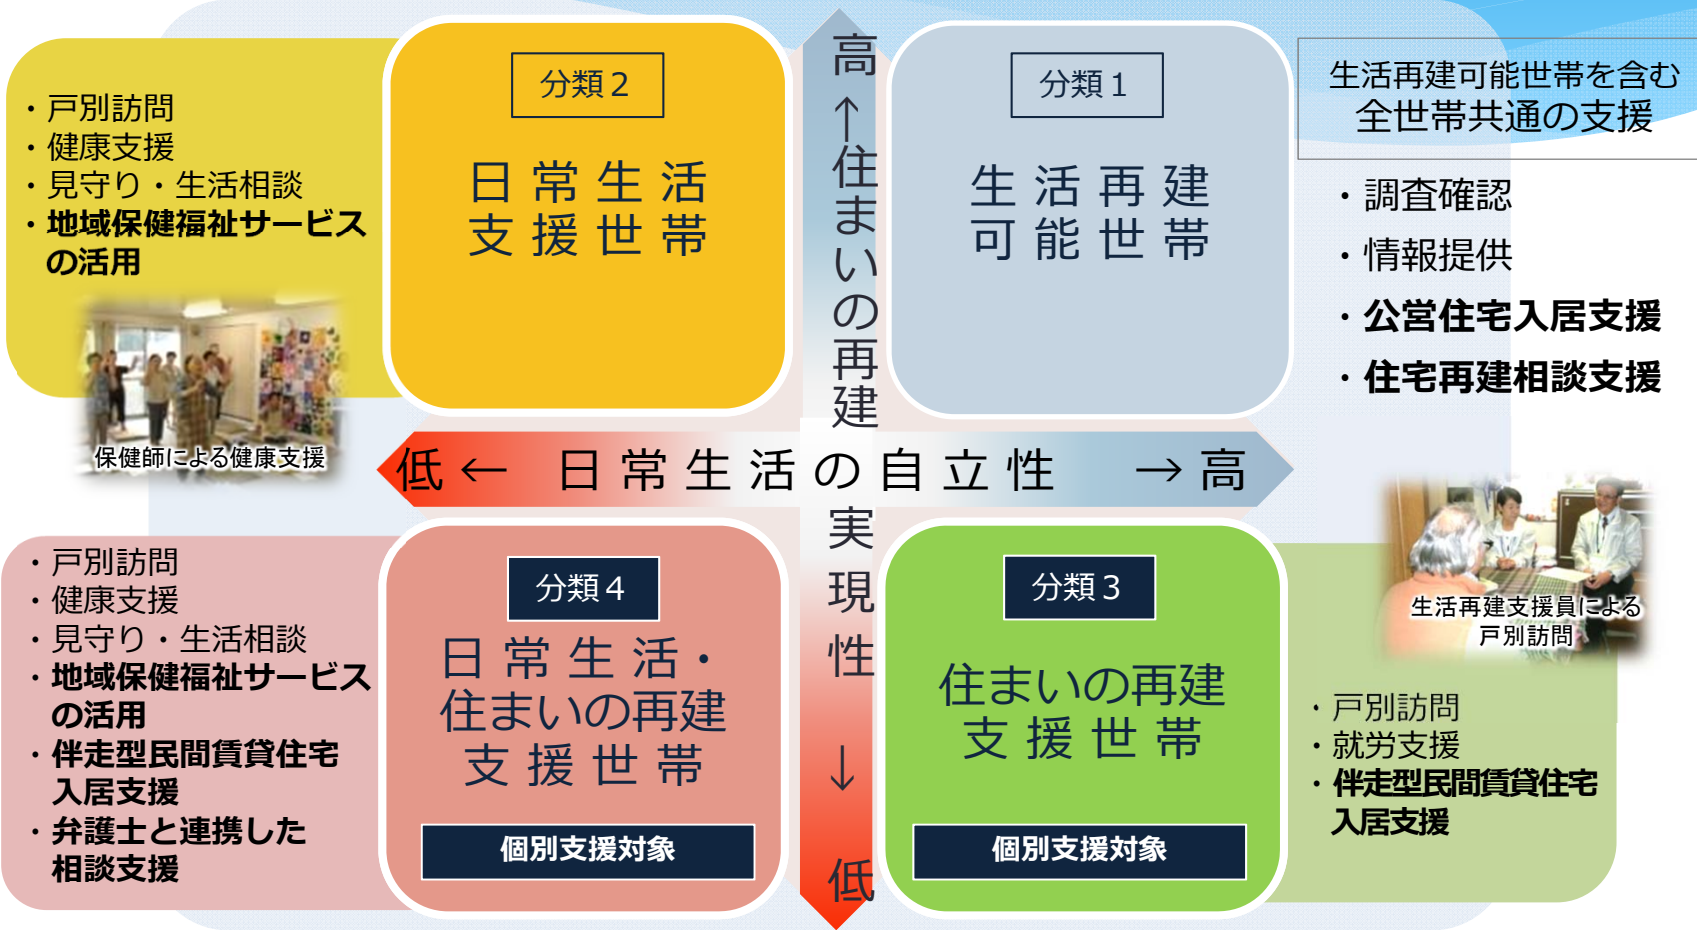 ・戸別訪問
・健康支援
・見守り・生活相談
・地域保健福祉サービス
の活用
保健師による健康支援
分類２
日常生活
支援世帯
高←住まいの再建実現性→低
分類１
生活再建
可能世帯
生活再建可能世帯を含む
全世帯共通の支援
・調査確認
・情報提供
・公営住宅入居支援
・住宅再建相談支援
低← 日常生活の自立性 →高
・戸別訪問
・健康支援
・見守り・生活相談
・地域保健福祉サービス
の活用
・伴走型民間賃貸住宅
入居支援
・弁護士と連携した
相談支援
分類４
日常生活・
住まいの再建
支援世帯
個別支援対象
分類３
住まいの再建
支援世帯
個別支援対象
生活再建支援員による
戸別訪問
・戸別訪問
・就労支援
・伴走型民間賃貸住宅
入居支援